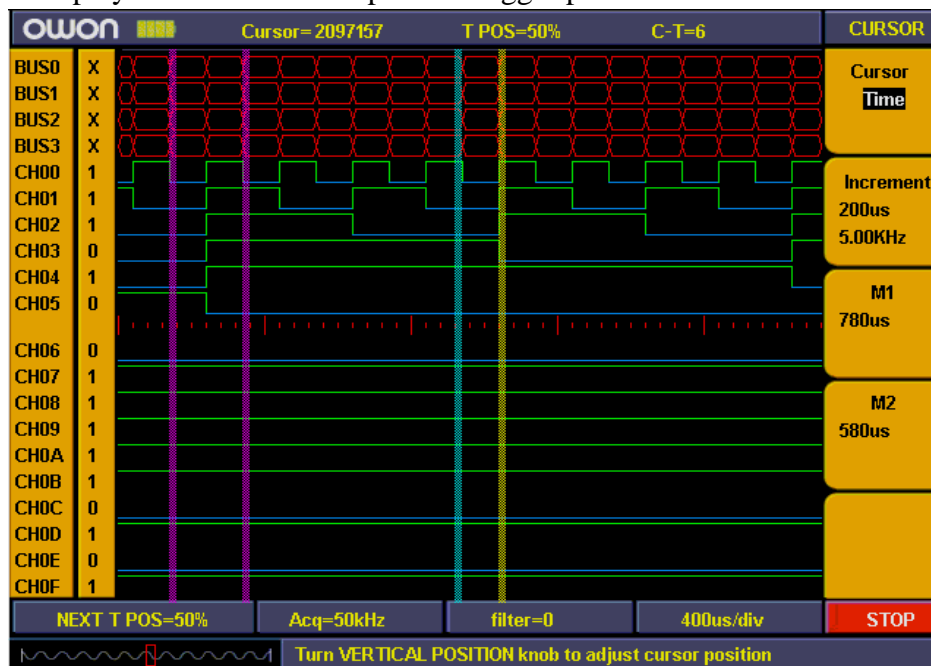 OWON Cursor=2097157 T POS=50% C-T=6 CURSOR
BUS0 X
BUS1 X
BUS2 X
BUS3 X
CH00 1
CH01 1
CH02 1
CH03 0
CH04 1
CH05 0
CH06 0
CH07 1
CH08 1
CH09 1
CH0A 1
CH0B 1
CH0C 0
CH0D 1
CH0E 0
CH0F 1
Cursor
Time
Increment
200us
5.00KHz
M1
780us
M2
580us
NEXT T POS=50% Acq=50kHz filter=0 400us/div STOP
Turn VERTICAL POSITION knob to adjust cursor position